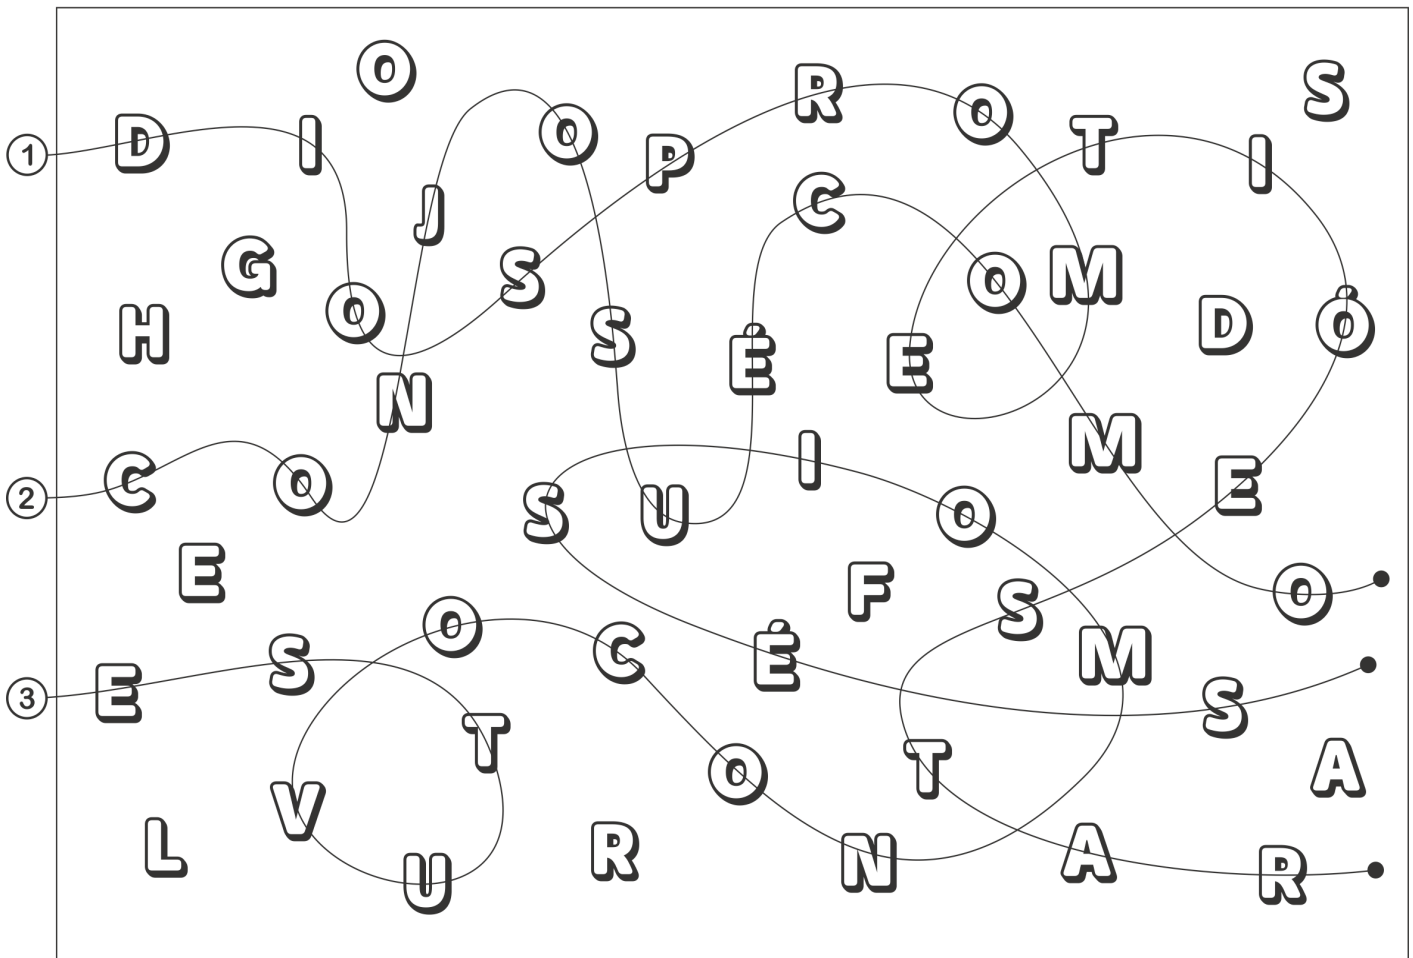 O R O S
1 D I O P T I
J C
G S O M
H O S D Ó
N É E
I M
2 C O S U O E
E F S O
O C É M
3 E S S
T O T A
L V R N A R
U